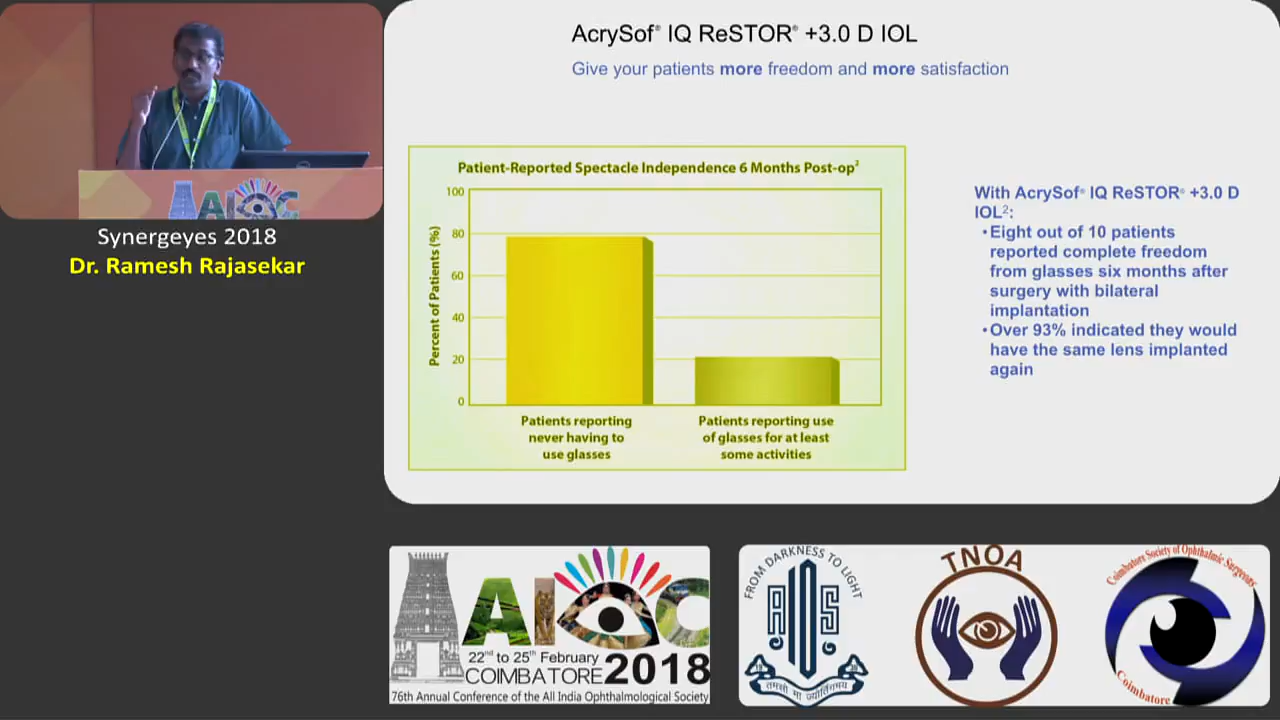 AcrySof® IQ ReSTOR® +3.0 D IOL
Give your patients more freedom and more satisfaction
Patient-Reported Spectacle Independence 6 Months Post-op²
Percent of Patients (%)
100
80
60
40
20
0
Patients reporting
never having to
use glasses
Patients reporting use
of glasses for at least
some activities
With AcrySof® IQ ReSTOR® +3.0 D
IOL²:
•Eight out of 10 patients
reported complete freedom
from glasses six months after
surgery with bilateral
implantation
•Over 93% indicated they would
have the same lens implanted
again
AIOC
Synergeyes 2018
Dr. Ramesh Rajasekar
AIOC
22nd to 25th February
COIMBATORE 2018
76th Annual Conference of the All India Ophthalmological Society
FROM DARKNESS TO LIGHT
AIOS
तमसो मा ज्योतिर्गमय
TNOA
Coimbatore Society of Ophthalmic Surgeons
Coimbatore